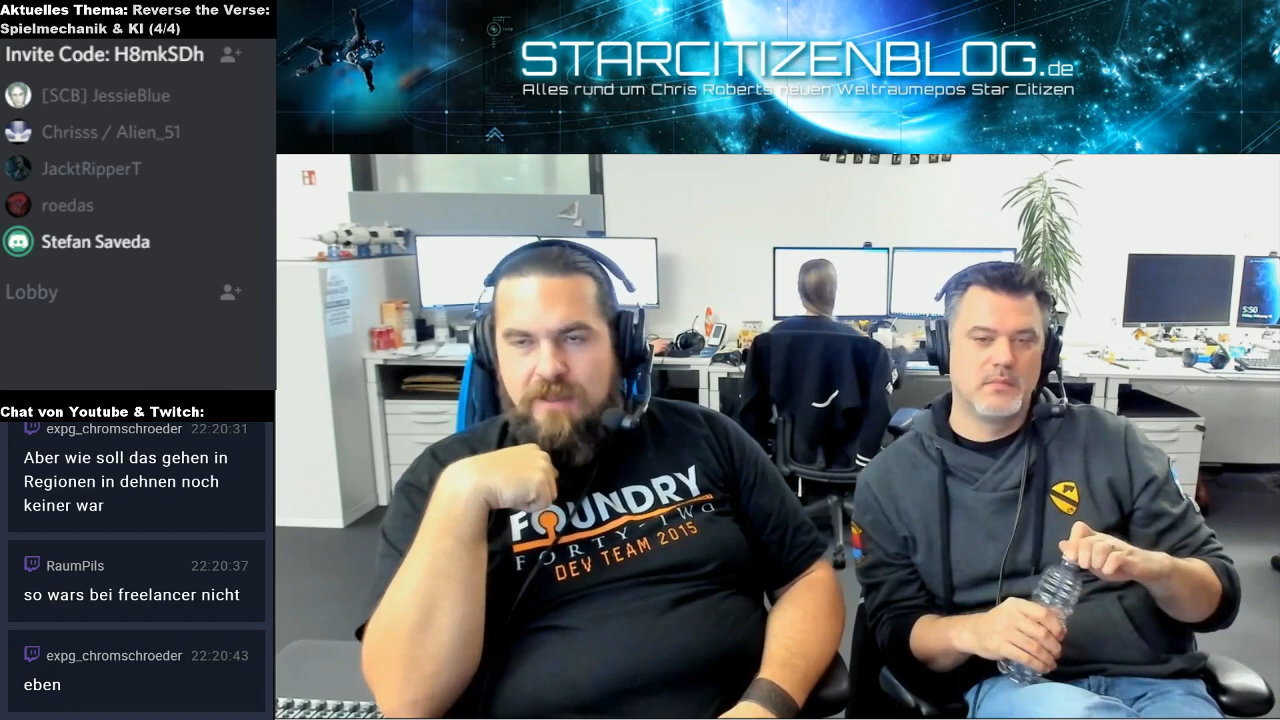 Aktuelles Thema: Reverse the Verse:
Spielmechanik & KI (4/4)
Invite Code: H8mkSDh
[SCB] JessieBlue
Chrisss / Alien_51
JacktRipperT
roedas
Stefan Saveda
Lobby
Chat von Youtube & Twitch:
expg_chromschroeder 22:20:31
Aber wie soll das gehen in
Regionen in dehnen noch
keiner war
RaumPils 22:20:37
so wars bei freelancer nicht
expg_chromschroeder 22:20:43
eben
STARCITIZENBLOG.de
Alles rund um Chris Roberts neuen Weltraumepos Star Citizen
FOUNDRY
FORTY-TWO
DEV TEAM 2015
5:50